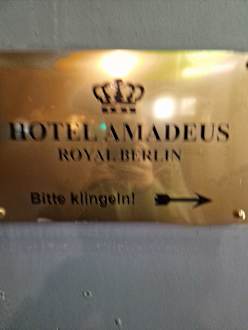 HOTEL AMADEUS
ROYAL BERLIN
Bitte klingeln!